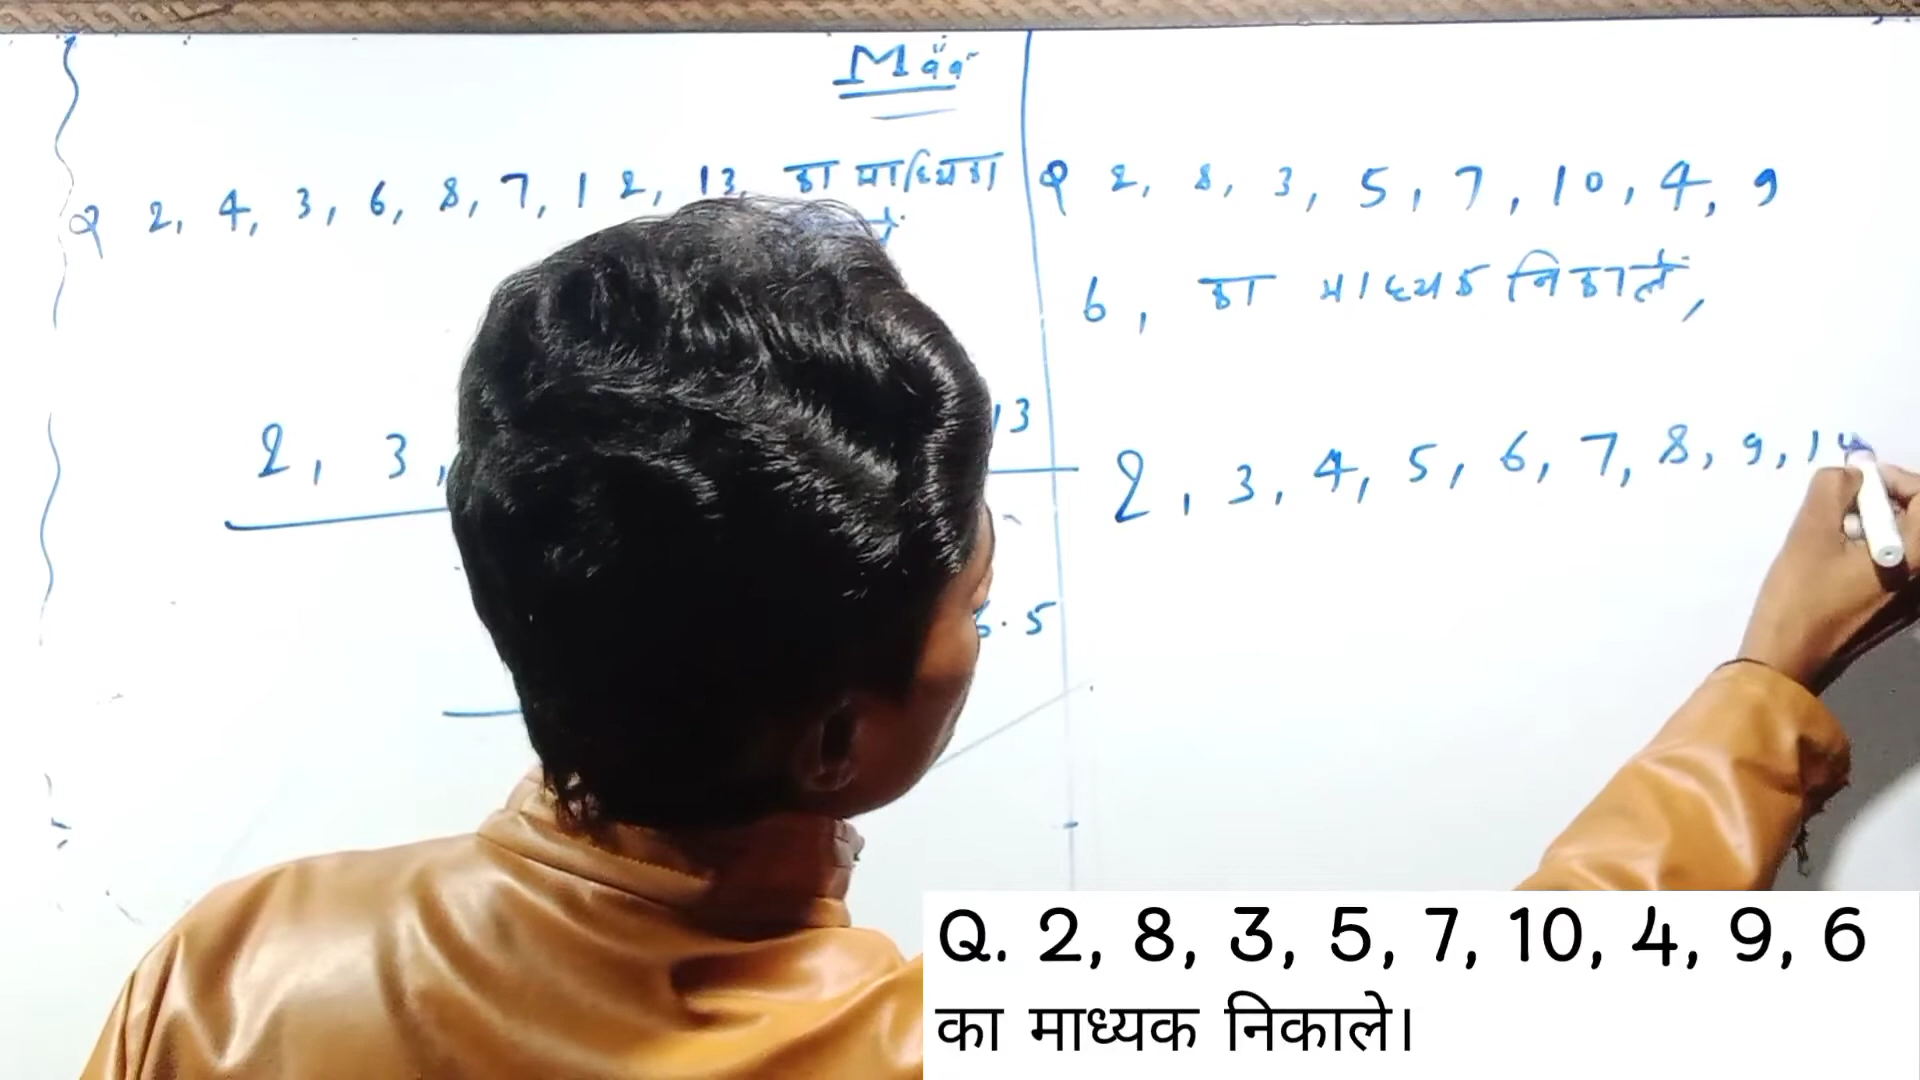 Q 2, 4, 3, 6, 8, 7, 12, 13, का माध्यिका
2, 3,
13
6.5
Q 2, 8, 3, 5, 7, 10, 4, 9
6, का माध्यक निकाले,
2, 3, 4, 5, 6, 7, 8, 9, 10
Q. 2, 8, 3, 5, 7, 10, 4, 9, 6
का माध्यक निकाले।